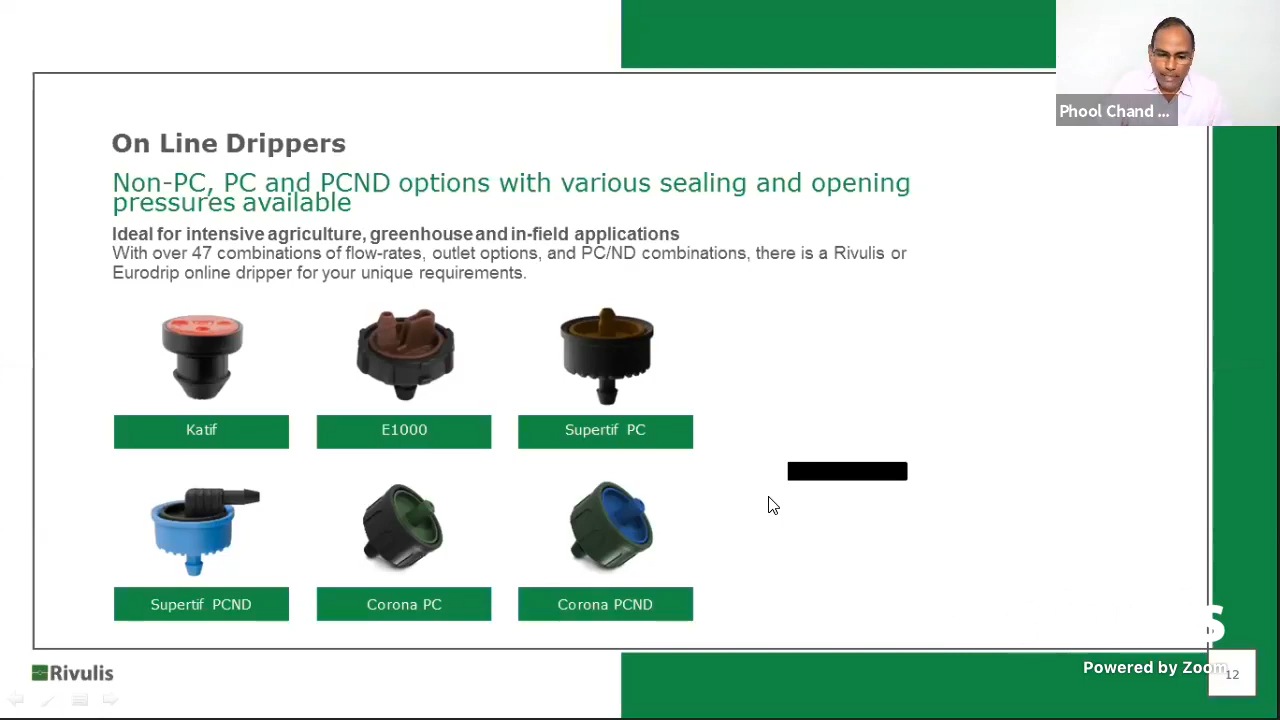 Phool Chand ...
On Line Drippers
Non-PC, PC and PCND options with various sealing and opening
pressures available
Ideal for intensive agriculture, greenhouse and in-field applications
With over 47 combinations of flow-rates, outlet options, and PC/ND combinations, there is a Rivulis or
Eurodrip online dripper for your unique requirements.
Katif
E1000
Supertif PC
Supertif PCND
Corona PC
Corona PCND
Rivulis
Powered by Zoom
12